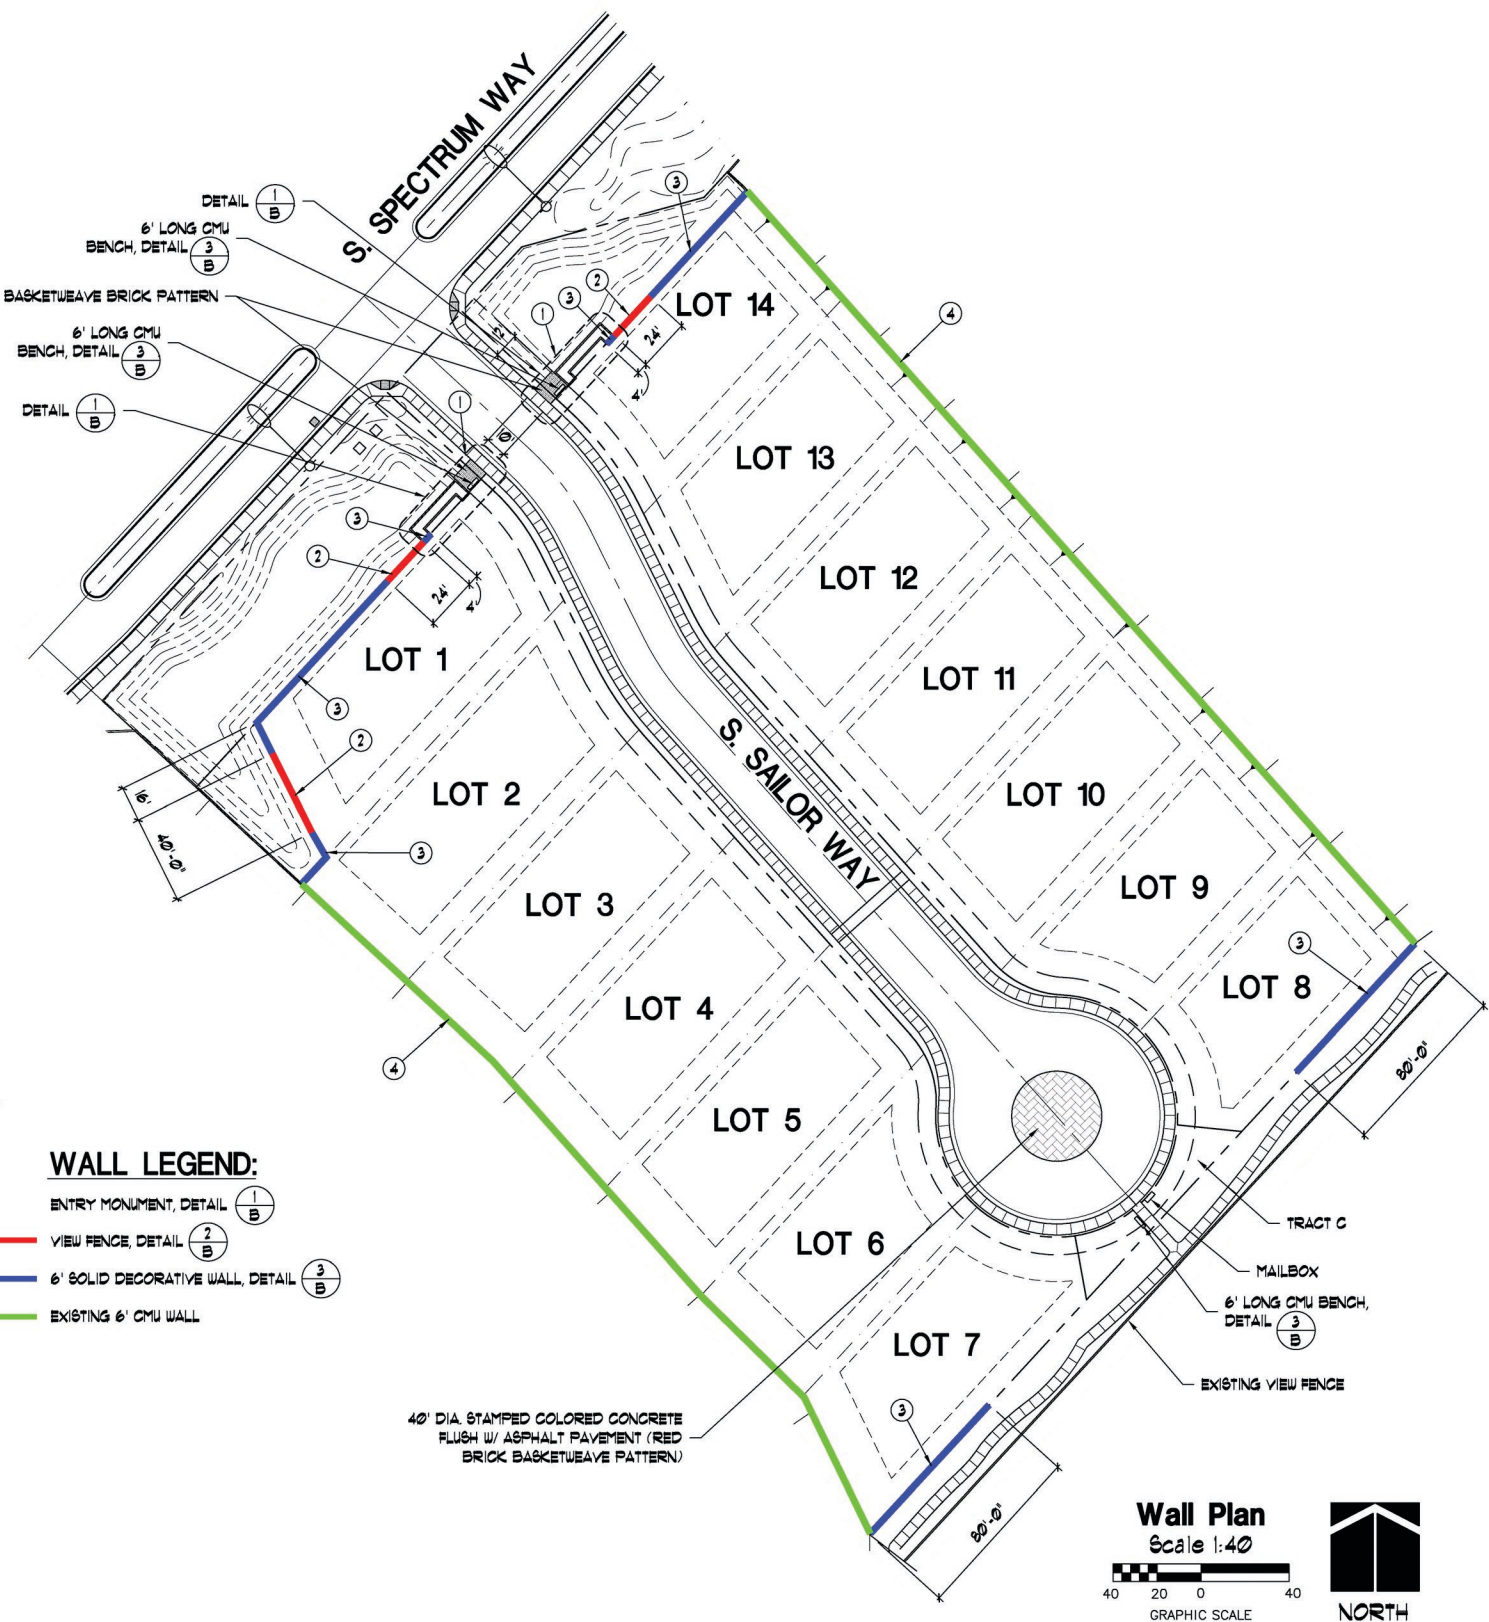 S. SPECTRUM WAY
DETAIL 1/B
6' LONG CMU
BENCH, DETAIL 3/B
BASKETWEAVE BRICK PATTERN
6' LONG CMU
BENCH, DETAIL 3/B
DETAIL 1/B
3
2
3
1
LOT 14
24'
4'
4
1
3
2
24'
4'
LOT 13
LOT 12
LOT 1
3
2
LOT 11
S. SAILOR WAY
LOT 2
16'
40'-0"
3
LOT 10
LOT 3
LOT 9
LOT 4
3
LOT 8
4
80'-0"
LOT 5
LOT 6
LOT 7
3
TRACT C
MAILBOX
6' LONG CMU BENCH,
DETAIL 3/B
EXISTING VIEW FENCE
80'-0"
WALL LEGEND:
ENTRY MONUMENT, DETAIL 1/B
VIEW FENCE, DETAIL 2/B
6' SOLID DECORATIVE WALL, DETAIL 3/B
EXISTING 6' CMU WALL
40' DIA. STAMPED COLORED CONCRETE
FLUSH W/ ASPHALT PAVEMENT (RED
BRICK BASKETWEAVE PATTERN)
Wall Plan
Scale 1:40
40 20 0 40
GRAPHIC SCALE
NORTH